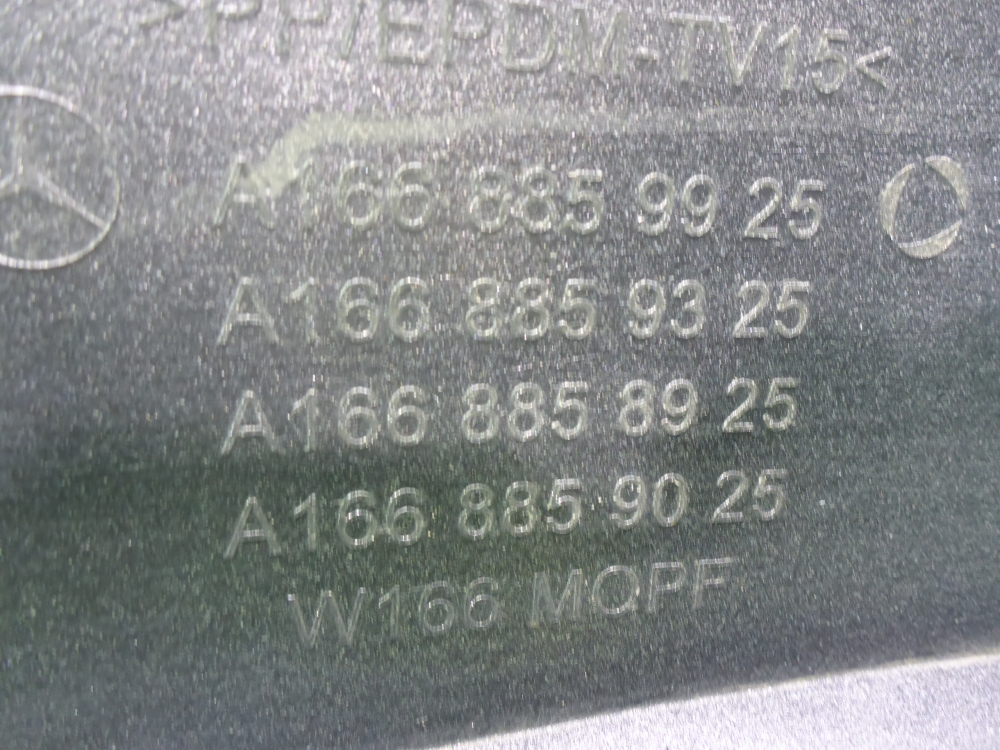 >PP/EPDM-TV15<
A166 885 99 25
A166 885 93 25
A166 885 89 25
A166 885 90 25
W166 MOPF